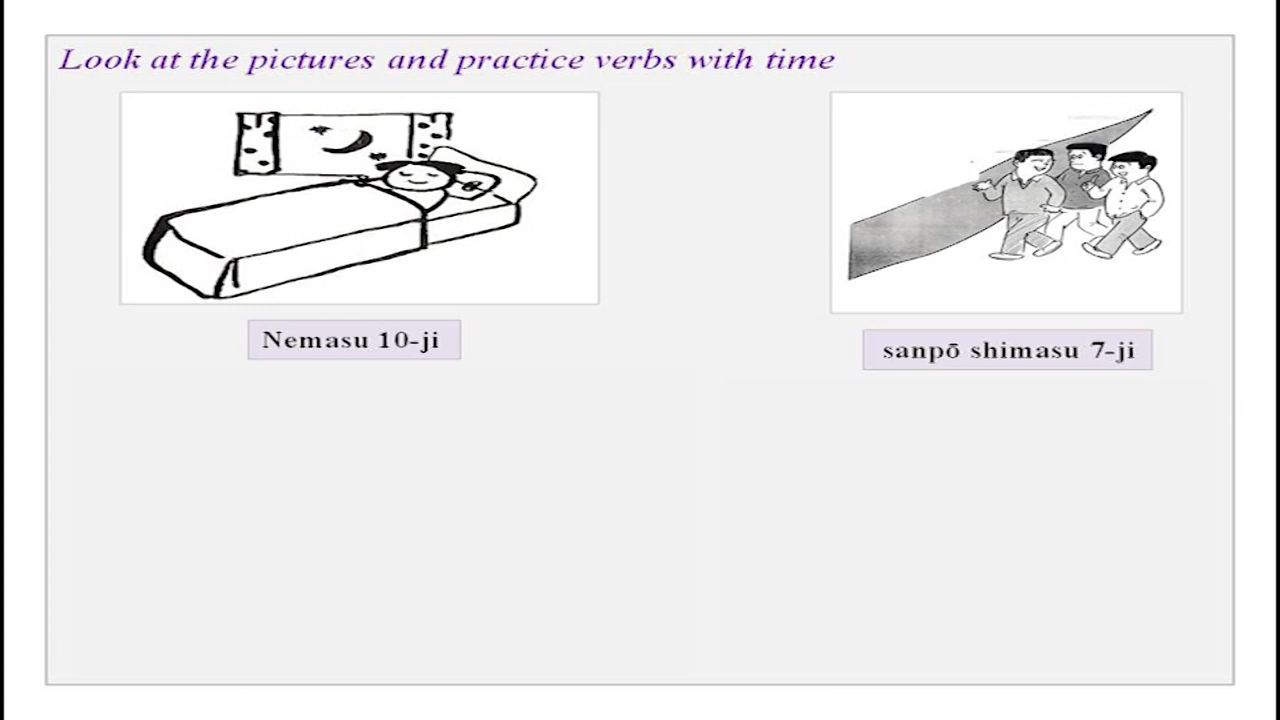 Look at the pictures and practice verbs with time
Nemasu 10-ji
sanpō shimasu 7-ji